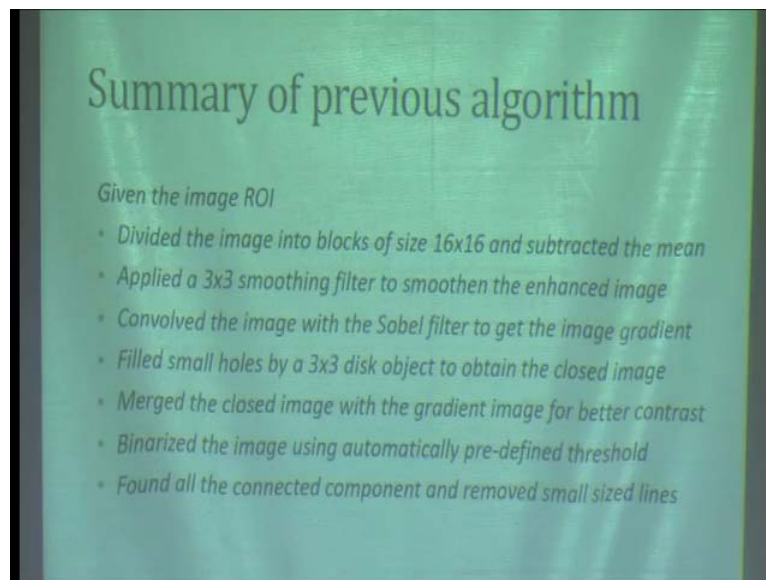 Summary of previous algorithm
Given the image ROI
• Divided the image into blocks of size 16x16 and subtracted the mean
• Applied a 3x3 smoothing filter to smoothen the enhanced image
• Convolved the image with the Sobel filter to get the image gradient
• Filled small holes by a 3x3 disk object to obtain the closed image
• Merged the closed image with the gradient image for better contrast
• Binarized the image using automatically pre-defined threshold
• Found all the connected component and removed small sized lines